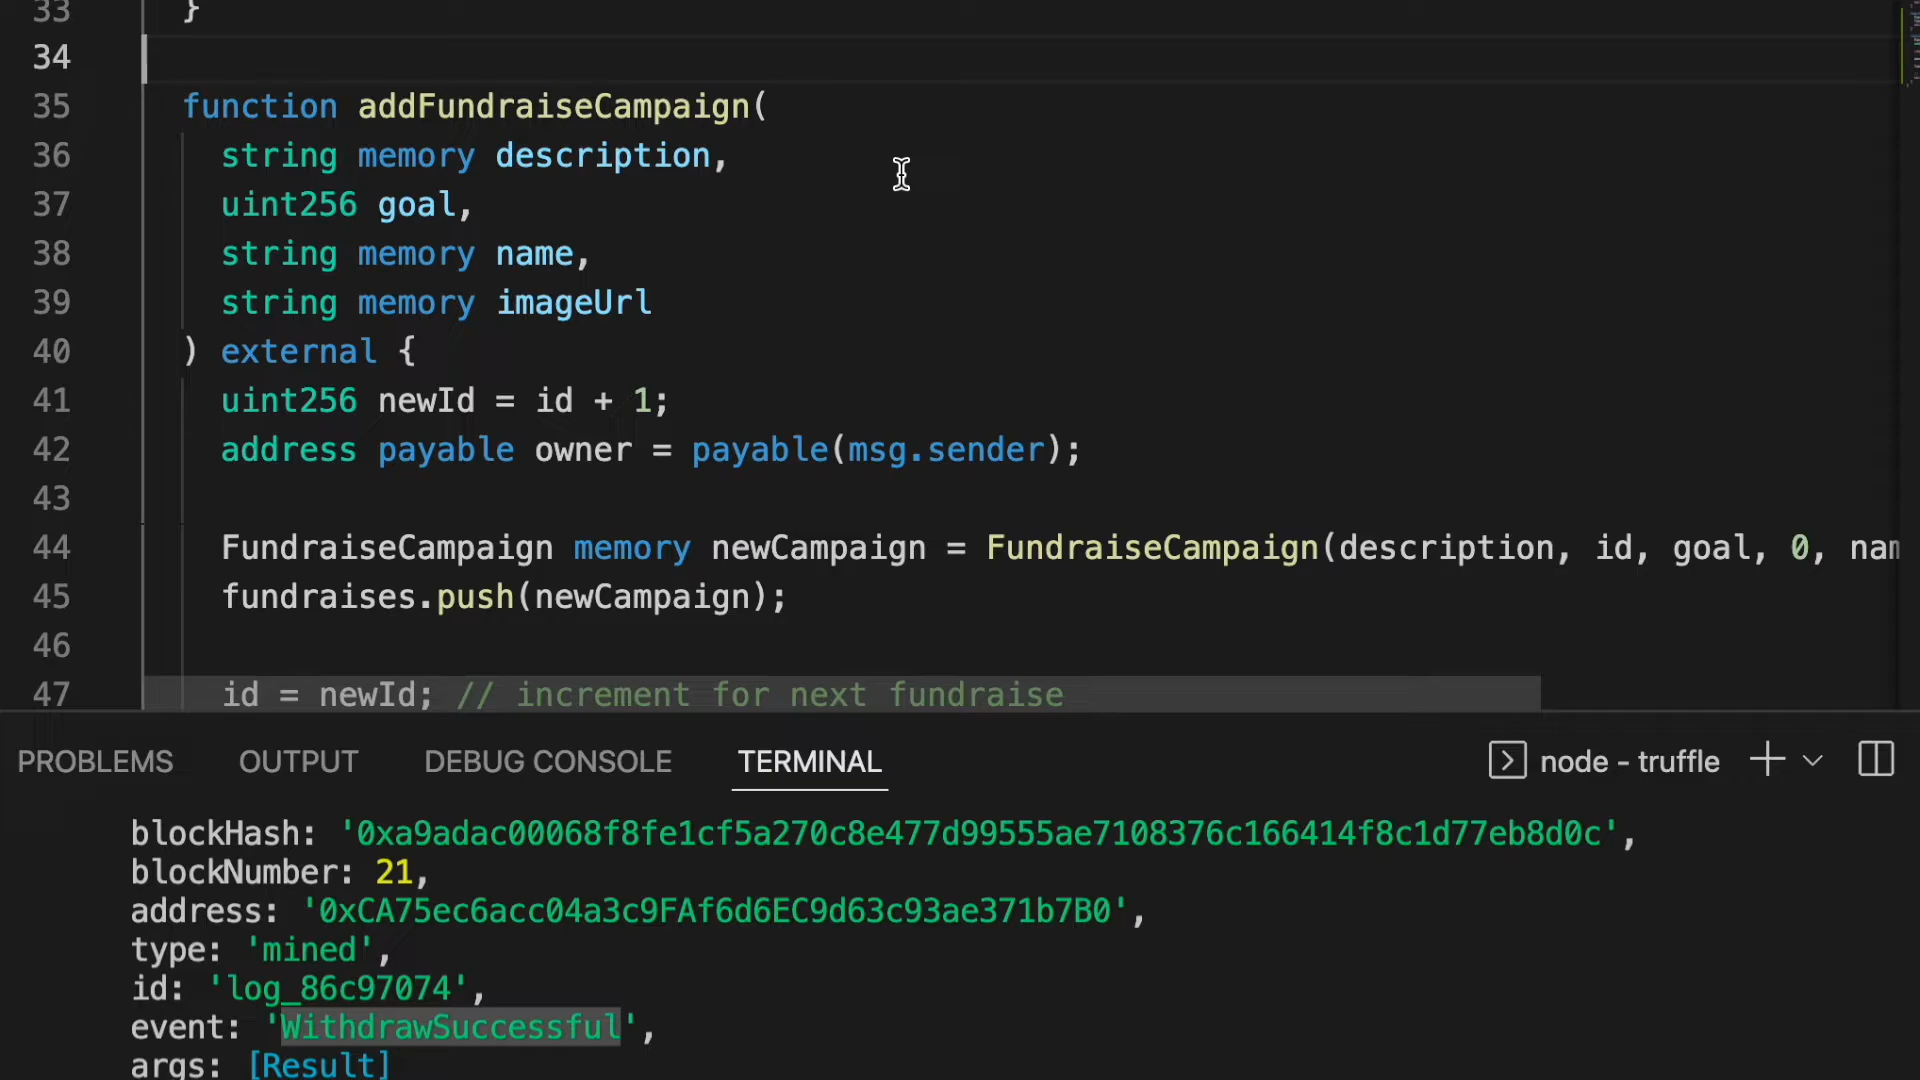 33 }
34
35 function addFundraiseCampaign(
36 string memory description,
37 uint256 goal,
38 string memory name,
39 string memory imageUrl
40 ) external {
41 uint256 newId = id + 1;
42 address payable owner = payable(msg.sender);
43
44 FundraiseCampaign memory newCampaign = FundraiseCampaign(description, id, goal, 0, nam
45 fundraises.push(newCampaign);
46
47 id = newId; // increment for next fundraise
PROBLEMS OUTPUT DEBUG CONSOLE TERMINAL node - truffle
blockHash: '0xa9adac00068f8fe1cf5a270c8e477d99555ae7108376c166414f8c1d77eb8d0c',
blockNumber: 21,
address: '0xCA75ec6acc04a3c9FAf6d6EC9d63c93ae371b7B0',
type: 'mined',
id: 'log_86c97074',
event: 'WithdrawSuccessful',
args: [Result]